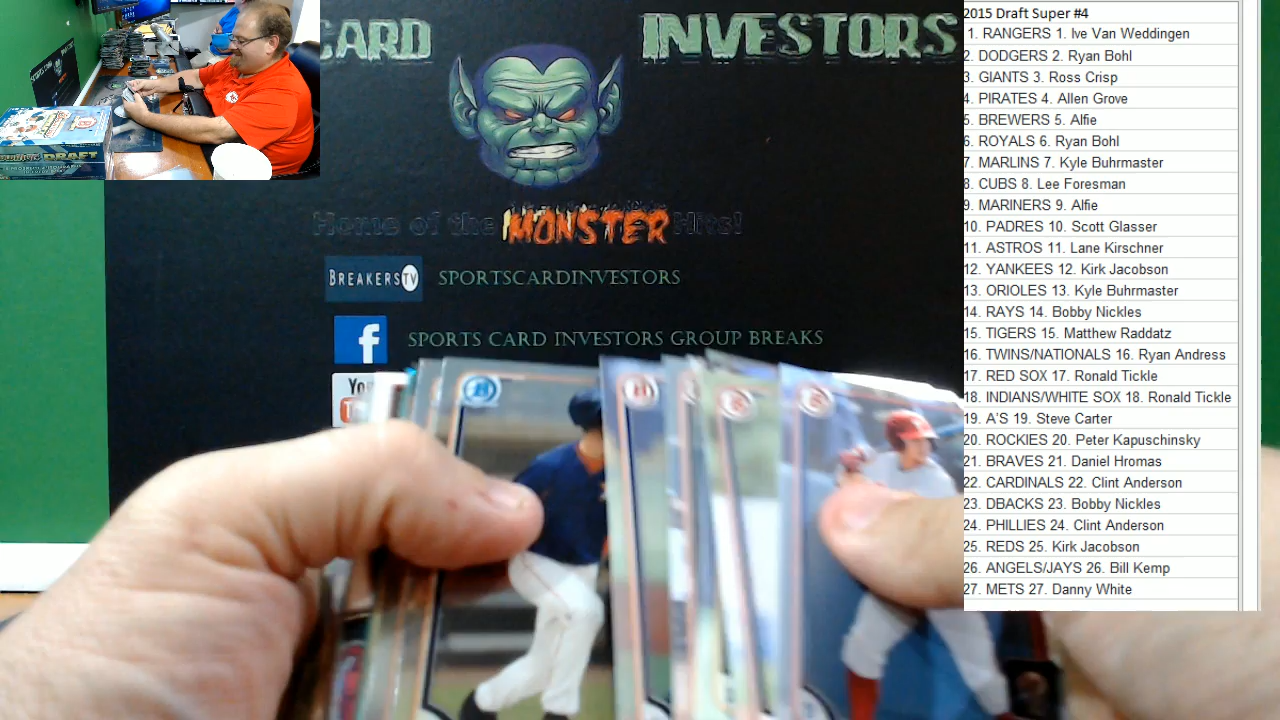 CARD INVESTORS
Home of the MONSTER Hits!
BREAKERSTV SPORTSCARDINVESTORS
f SPORTS CARD INVESTORS GROUP BREAKS
You
DRAFT
2015 Draft Super #4
1. RANGERS 1. Ive Van Weddingen
2. DODGERS 2. Ryan Bohl
3. GIANTS 3. Ross Crisp
4. PIRATES 4. Allen Grove
5. BREWERS 5. Alfie
6. ROYALS 6. Ryan Bohl
7. MARLINS 7. Kyle Buhrmaster
8. CUBS 8. Lee Foresman
9. MARINERS 9. Alfie
10. PADRES 10. Scott Glasser
11. ASTROS 11. Lane Kirschner
12. YANKEES 12. Kirk Jacobson
13. ORIOLES 13. Kyle Buhrmaster
14. RAYS 14. Bobby Nickles
15. TIGERS 15. Matthew Raddatz
16. TWINS/NATIONALS 16. Ryan Andress
17. RED SOX 17. Ronald Tickle
18. INDIANS/WHITE SOX 18. Ronald Tickle
19. A'S 19. Steve Carter
20. ROCKIES 20. Peter Kapuschinsky
21. BRAVES 21. Daniel Hromas
22. CARDINALS 22. Clint Anderson
23. DBACKS 23. Bobby Nickles
24. PHILLIES 24. Clint Anderson
25. REDS 25. Kirk Jacobson
26. ANGELS/JAYS 26. Bill Kemp
27. METS 27. Danny White